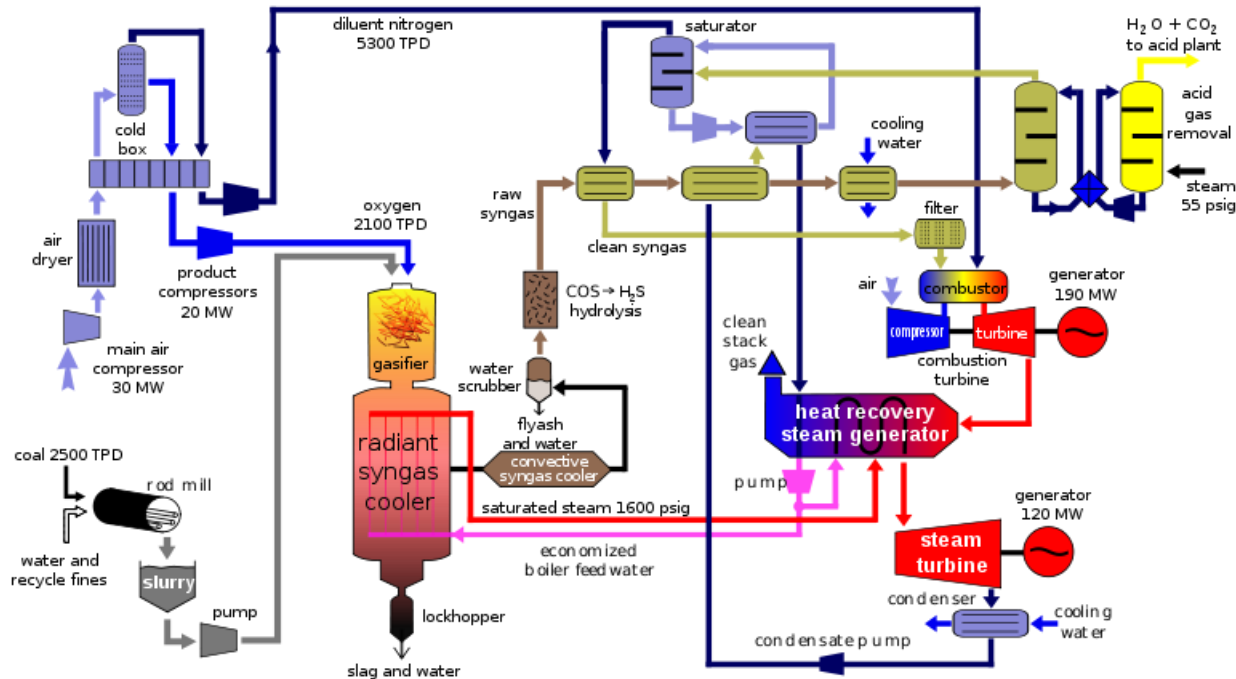 diluent nitrogen
5300 TPD
saturator
H₂O + CO₂
to acid plant
cold
box
cooling
water
acid
gas
removal
raw
syngas
steam
55 psig
oxygen
2100 TPD
filter
air
dryer
clean syngas
product
compressors
20 MW
COS→H₂S
hydrolysis
air
combustor
generator
190 MW
compressor
turbine
clean
stack
gas
combustion
turbine
main air
compressor
30 MW
gasifier
water
scrubber
flyash
and water
heat recovery
steam generator
radiant
syngas
cooler
convective
syngas cooler
coal 2500 TPD
rod mill
pump
saturated steam 1600 psig
generator
120 MW
water and
recycle fines
slurry
economized
boiler feed water
steam
turbine
pump
lockhopper
condenser
cooling
water
condensate pump
slag and water